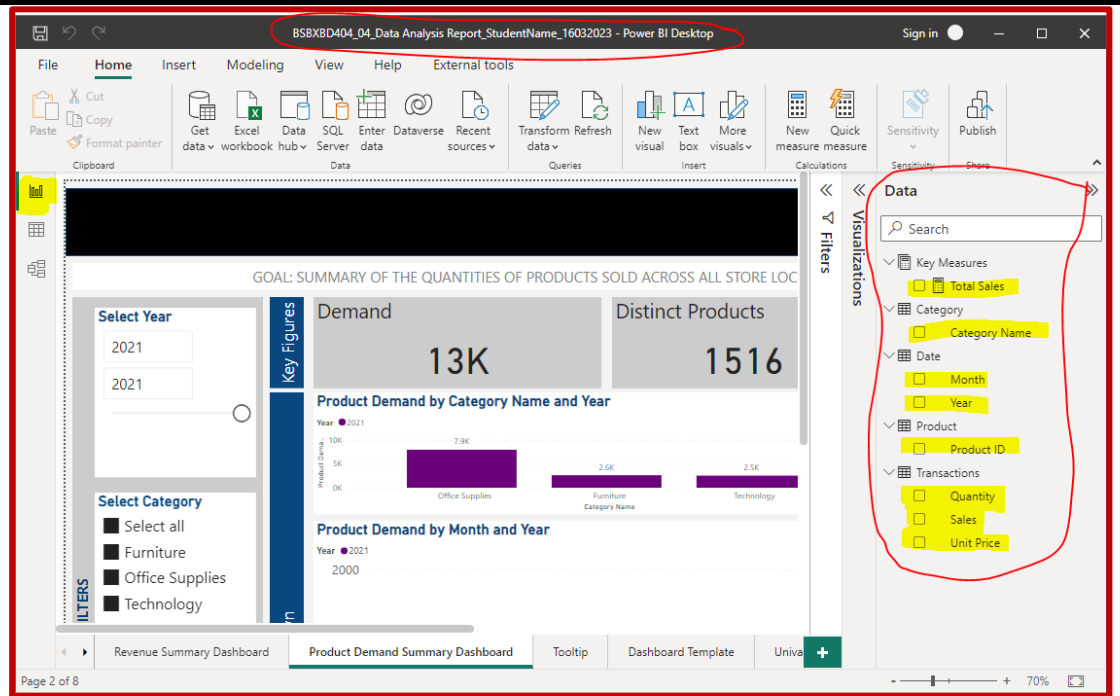 BSBXBD404_04_Data Analysis Report_StudentName_16032023 - Power BI Desktop
Sign in
File Home Insert Modeling View Help External tools
Paste
Cut
Copy
Format painter
Get data
Excel workbook
Data hub
SQL Server
Enter data
Dataverse
Recent sources
Transform data
Refresh
New visual
Text box
More visuals
New measure
Quick measure
Sensitivity
Publish
Clipboard
Data
Queries
Insert
Calculations
Sensitivity
Share
GOAL: SUMMARY OF THE QUANTITIES OF PRODUCTS SOLD ACROSS ALL STORE LOC
Select Year
2021
2021
Select Category
Select all
Furniture
Office Supplies
Technology
ILTERS
Key Figures
Demand
13K
Distinct Products
1516
Product Demand by Category Name and Year
Year 2021
Product Dema...
10K
5K
0K
7.9K
2.6K
2.5K
Office Supplies
Furniture
Technology
Category Name
Product Demand by Month and Year
Year 2021
2000
Filters
Visualizations
Data
Search
Key Measures
Total Sales
Category
Category Name
Date
Month
Year
Product
Product ID
Transactions
Quantity
Sales
Unit Price
Revenue Summary Dashboard
Product Demand Summary Dashboard
Tooltip
Dashboard Template
Univa
Page 2 of 8
70%